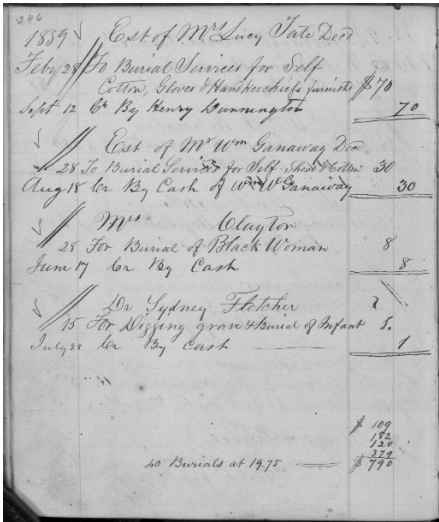 246
1859 Est of Mrs Lucy Tate Decd
Feby 28 To Burial Services for Self
Cotton, Gloves & Handkerchiefs furnishd $70
Sept 12 Cr By Henry Dunnington 70
Est of Mr Wm Ganaway Decd
28 To Burial Services for Self Sheet & Cotton 30
Aug 18 Cr By Cash of Wm W Ganaway 30
Mrs Clayton
28 For Burial of Black Woman 8
June 17 Cr By Cash 8
Dr Sydney Fletcher
15 For Digging grave & Burial of Infant 5.
July 28 Cr By Cash
$ 109
182
120
379
40 Burials at 19.75 $ 790